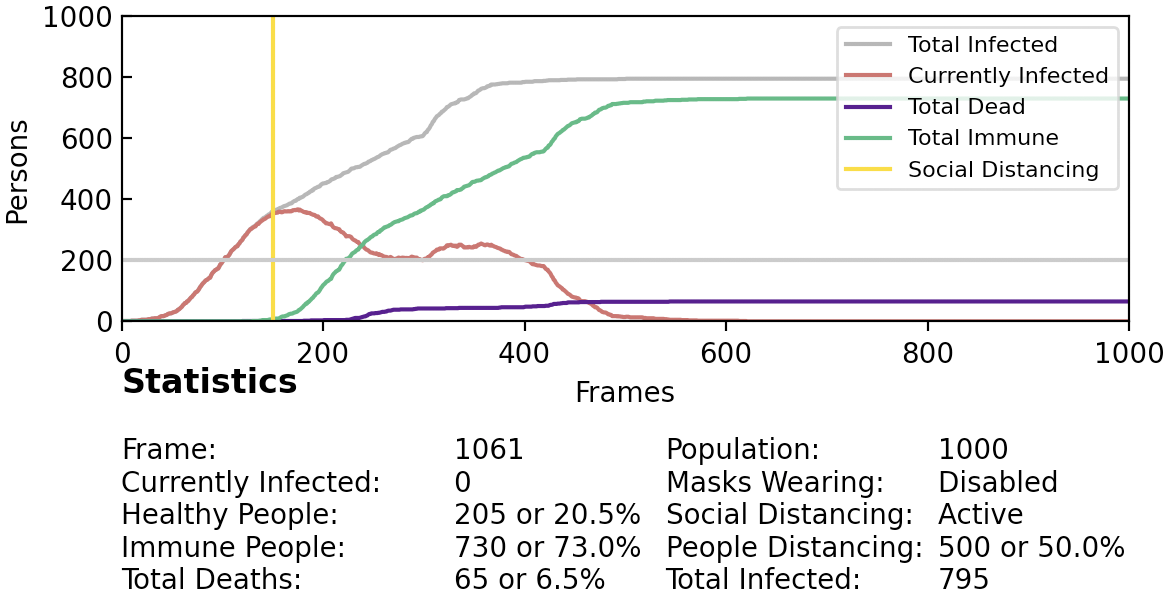 1000
800
600
400
200
0
Persons
Total Infected
Currently Infected
Total Dead
Total Immune
Social Distancing
0 200 400 600 800 1000
Frames
Statistics
Frame: 1061 Population: 1000
Currently Infected: 0 Masks Wearing: Disabled
Healthy People: 205 or 20.5% Social Distancing: Active
Immune People: 730 or 73.0% People Distancing: 500 or 50.0%
Total Deaths: 65 or 6.5% Total Infected: 795